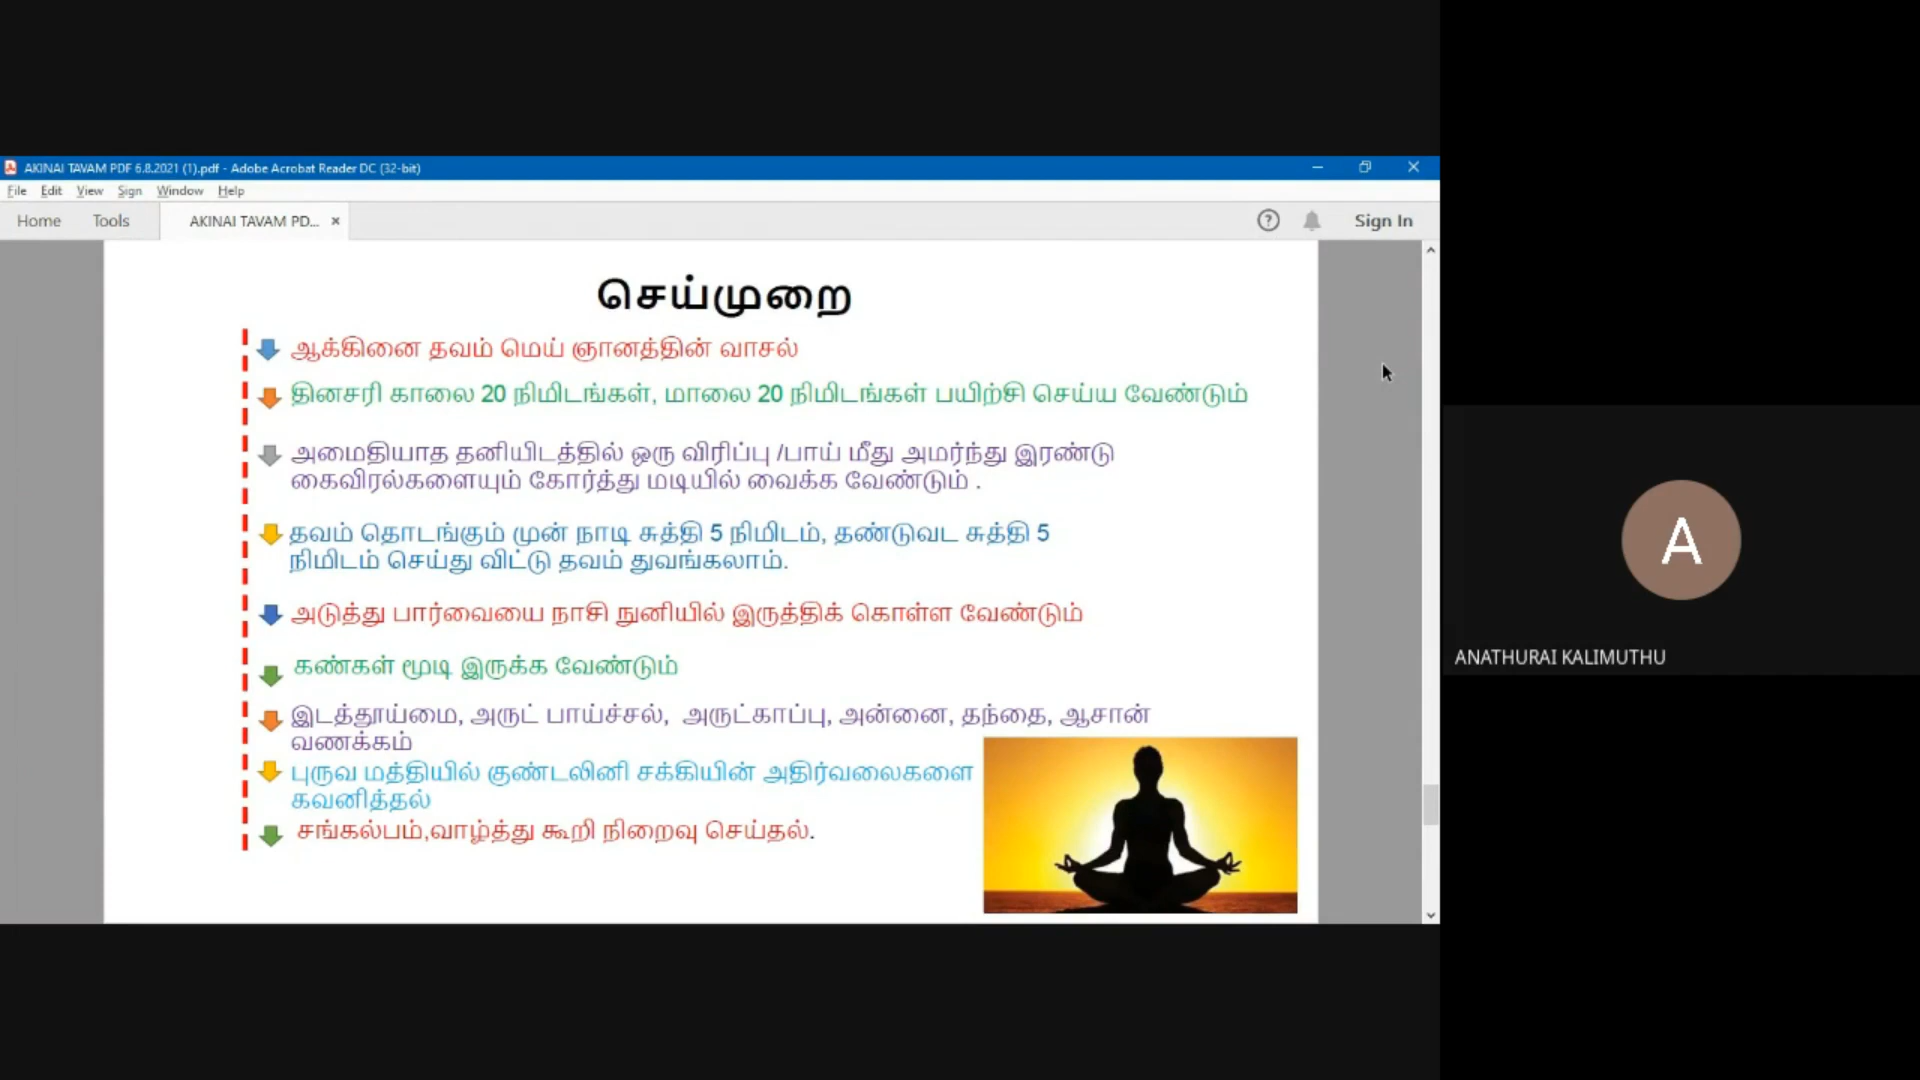 AKINAI TAVAM PDF 6.8.2021 (1).pdf - Adobe Acrobat Reader DC (32-bit)
File Edit View Sign Window Help
Home Tools AKINAI TAVAM PD... × Sign In
செய்முறை
ஆக்கினை தவம் மெய் ஞானத்தின் வாசல்
தினசரி காலை 20 நிமிடங்கள், மாலை 20 நிமிடங்கள் பயிற்சி செய்ய வேண்டும்
அமைதியாத தனியிடத்தில் ஒரு விரிப்பு /பாய் மீது அமர்ந்து இரண்டு
கைவிரல்களையும் கோர்த்து மடியில் வைக்க வேண்டும் .
தவம் தொடங்கும் முன் நாடி சுத்தி 5 நிமிடம், தண்டுவட சுத்தி 5
நிமிடம் செய்து விட்டு தவம் துவங்கலாம்.
அடுத்து பார்வையை நாசி நுனியில் இருத்திக் கொள்ள வேண்டும்
கண்கள் மூடி இருக்க வேண்டும்
இடத்தூய்மை, அருட் பாய்ச்சல், அருட்காப்பு, அன்னை, தந்தை, ஆசான்
வணக்கம்
புருவ மத்தியில் குண்டலினி சக்கியின் அதிர்வலைகளை
கவனித்தல்
சங்கல்பம்,வாழ்த்து கூறி நிறைவு செய்தல்.
A
ANATHURAI KALIMUTHU